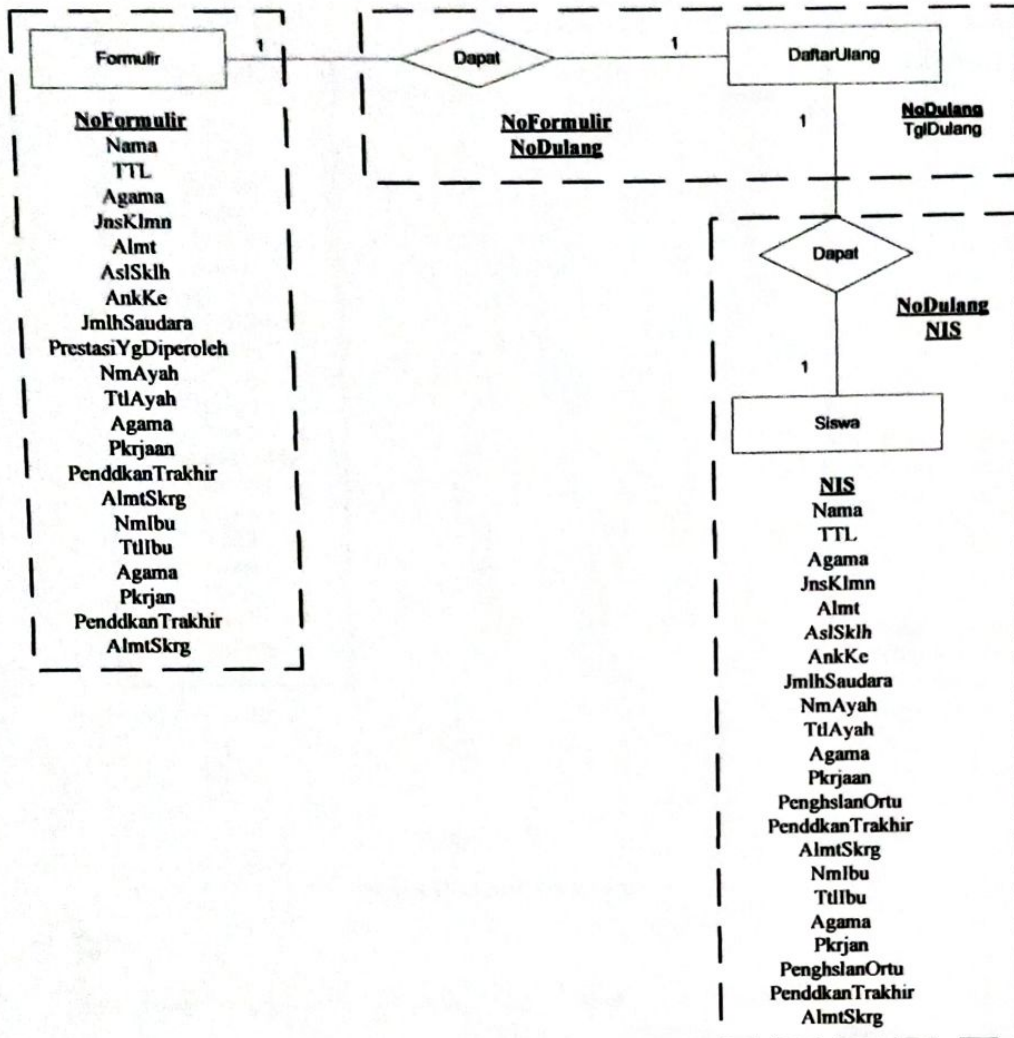 Formulir
1
Dapat
1
DaftarUlang
NoFormulir
Nama
TTL
Agama
JnsKlmn
Almt
AslSklh
AnkKe
JmlhSaudara
PrestasiYgDiperoleh
NmAyah
TtlAyah
Agama
Pkrjaan
PenddkanTrakhir
AlmtSkrg
NmIbu
TtlIbu
Agama
Pkrjan
PenddkanTrakhir
AlmtSkrg
NoFormulir
NoDulang
1
NoDulang
TglDulang
Dapat
NoDulang
NIS
1
Siswa
NIS
Nama
TTL
Agama
JnsKlmn
Almt
AslSklh
AnkKe
JmlhSaudara
NmAyah
TtlAyah
Agama
Pkrjaan
PenghslanOrtu
PenddkanTrakhir
AlmtSkrg
NmIbu
TtlIbu
Agama
Pkrjan
PenghslanOrtu
PenddkanTrakhir
AlmtSkrg